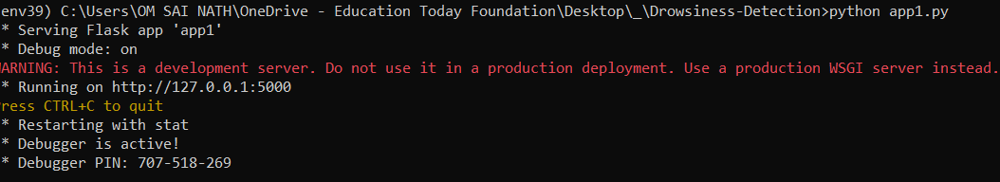 env39) C:\Users\OM SAI NATH\OneDrive - Education Today Foundation\Desktop\_\Drowsiness-Detection>python app1.py
* Serving Flask app 'app1'
* Debug mode: on
WARNING: This is a development server. Do not use it in a production deployment. Use a production WSGI server instead.
* Running on http://127.0.0.1:5000
ress CTRL+C to quit
* Restarting with stat
* Debugger is active!
* Debugger PIN: 707-518-269